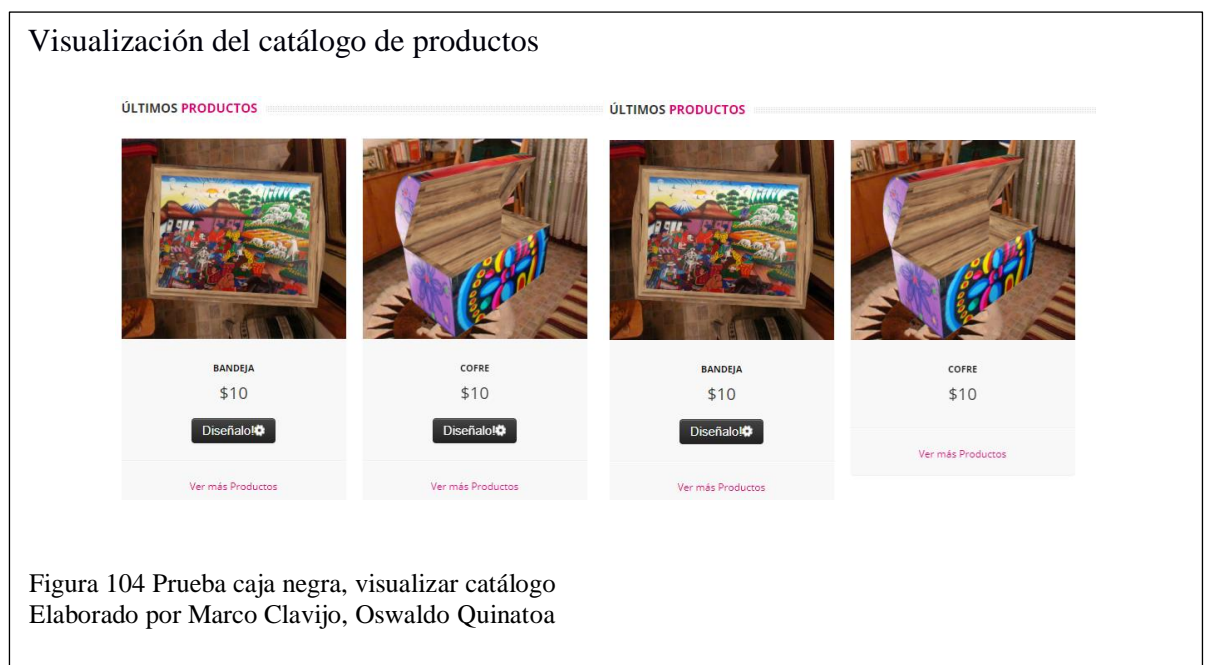 Visualización del catálogo de productos
ÚLTIMOS PRODUCTOS
ÚLTIMOS PRODUCTOS
BANDEJA
$10
Diseñalo!
Ver más Productos
COFRE
$10
Diseñalo!
Ver más Productos
BANDEJA
$10
Diseñalo!
Ver más Productos
COFRE
$10
Ver más Productos
Figura 104 Prueba caja negra, visualizar catálogo
Elaborado por Marco Clavijo, Oswaldo Quinatoa